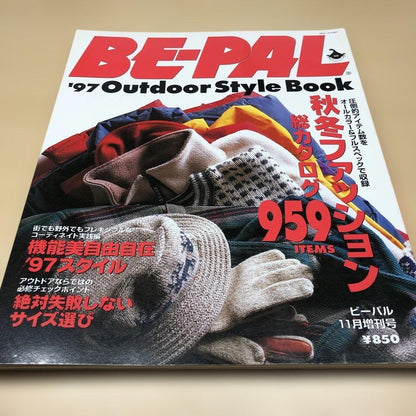 BE-PAL
'97 Outdoor Style Book
圧倒的アイテム数を
オールカラー&フルスペックで収録
秋冬ファッション
総カタログ
959
ITEMS
街でも野外でもフレキシブルな
コーディネイト実践編
機能美自由自在
'97スタイル
アウトドアならではの
必修チェックポイント
絶対失敗しない
サイズ選び
ビーパル
11月増刊号
¥850